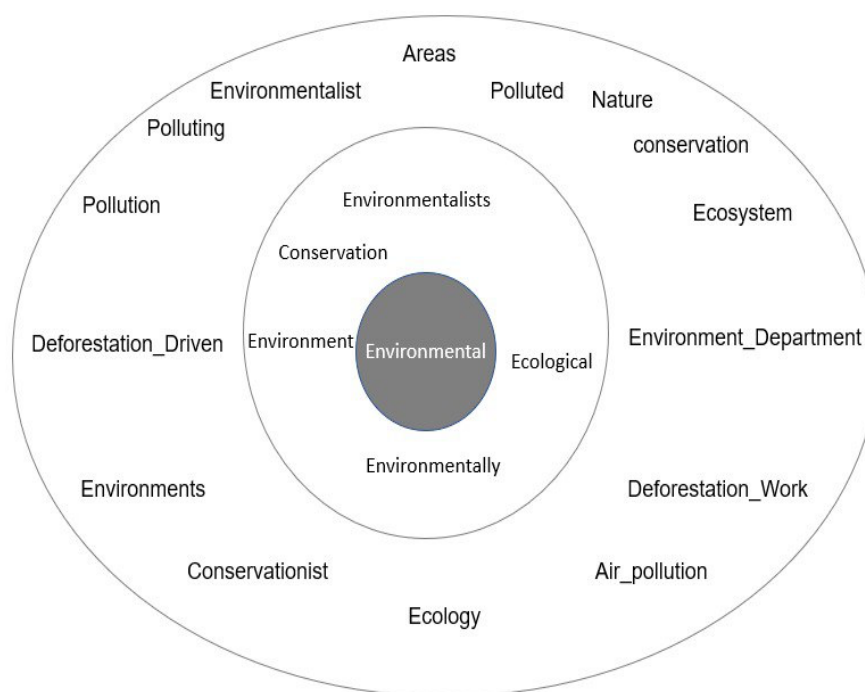 Areas
Environmentalist
Polluted
Nature
Polluting
conservation
Environmentalists
Pollution
Ecosystem
Conservation
Deforestation_Driven
Environment
Environmental
Ecological
Environment_Department
Environmentally
Environments
Deforestation_Work
Conservationist
Air_pollution
Ecology